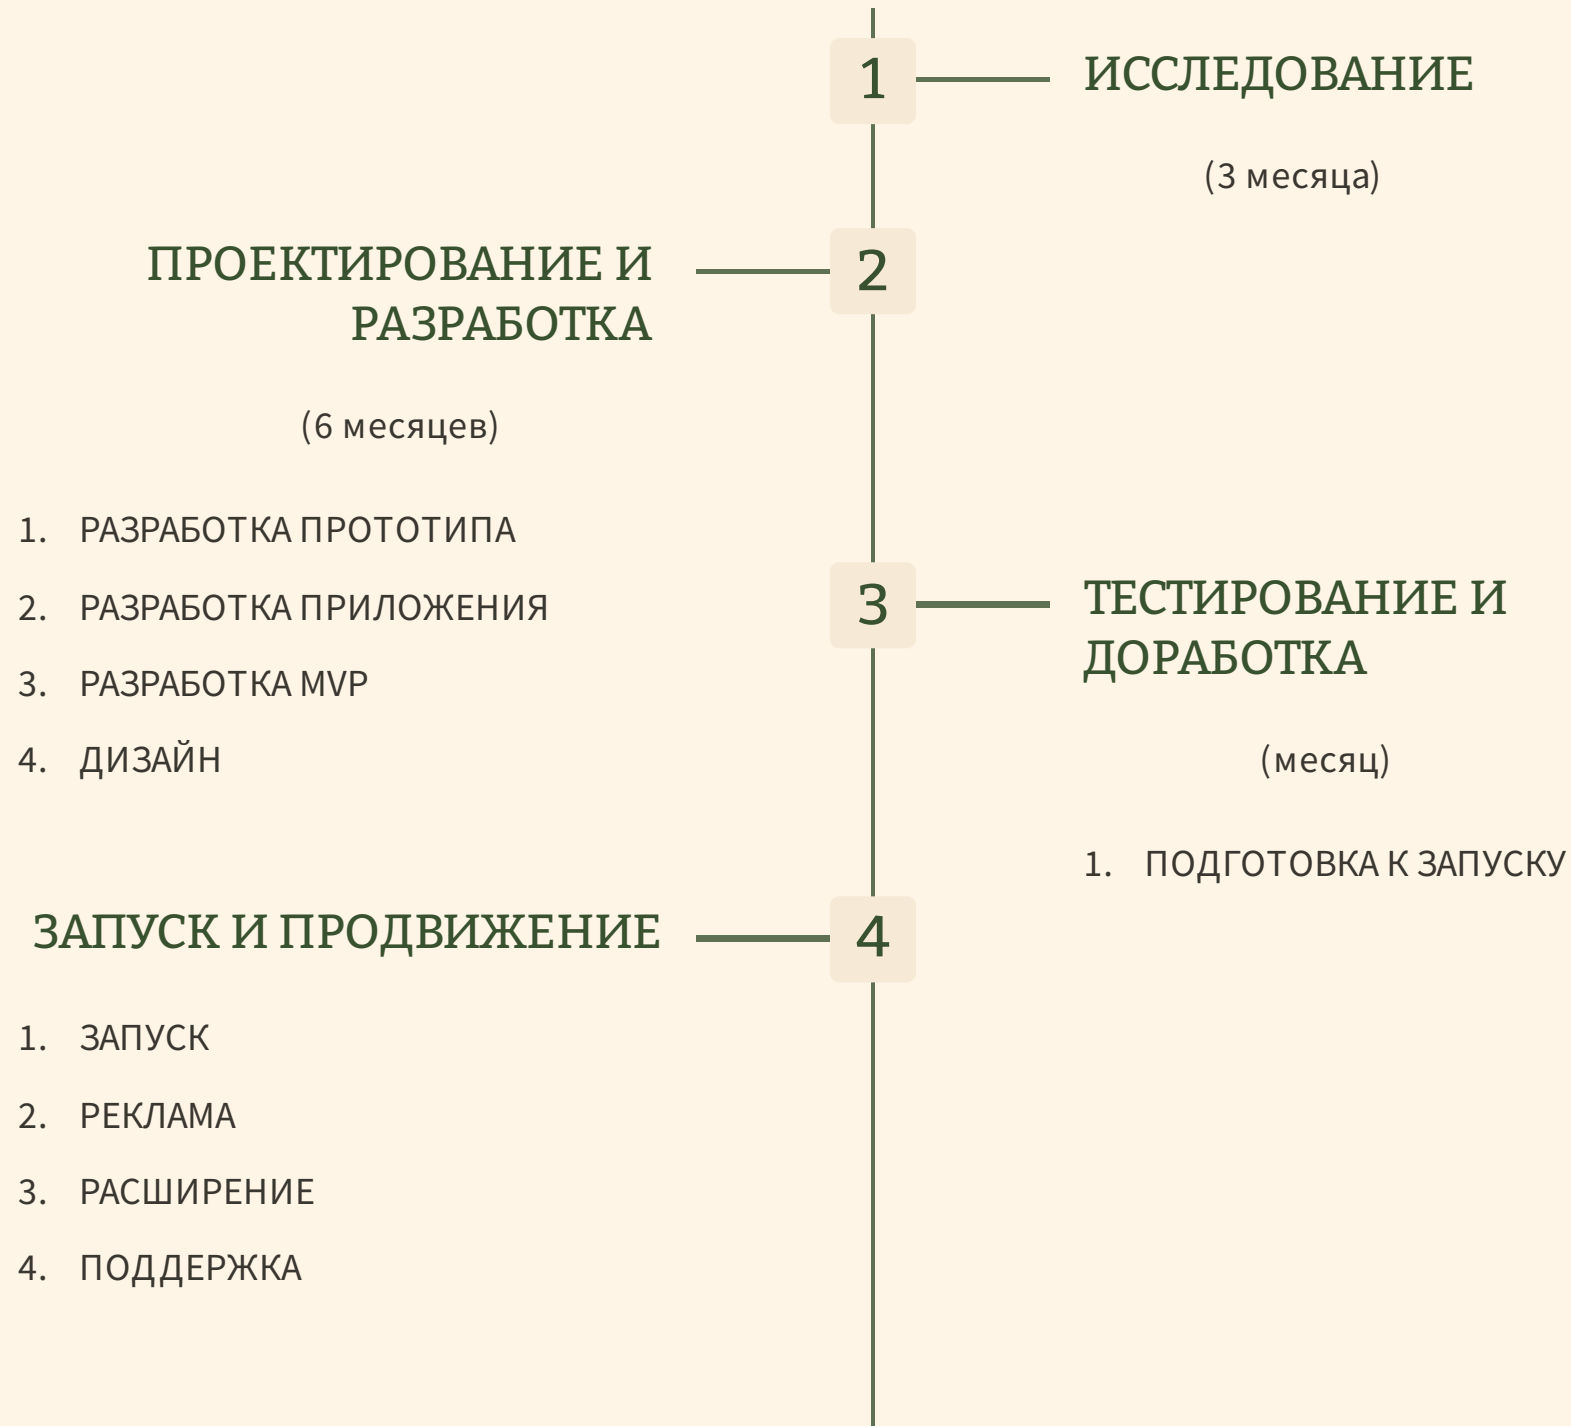 1
ИССЛЕДОВАНИЕ
(3 месяца)
2
ПРОЕКТИРОВАНИЕ И
РАЗРАБОТКА
(6 месяцев)
1. РАЗРАБОТКА ПРОТОТИПА
2. РАЗРАБОТКА ПРИЛОЖЕНИЯ
3. РАЗРАБОТКА MVP
4. ДИЗАЙН
3
ТЕСТИРОВАНИЕ И
ДОРАБОТКА
(месяц)
1. ПОДГОТОВКА К ЗАПУСКУ
4
ЗАПУСК И ПРОДВИЖЕНИЕ
1. ЗАПУСК
2. РЕКЛАМА
3. РАСШИРЕНИЕ
4. ПОДДЕРЖКА